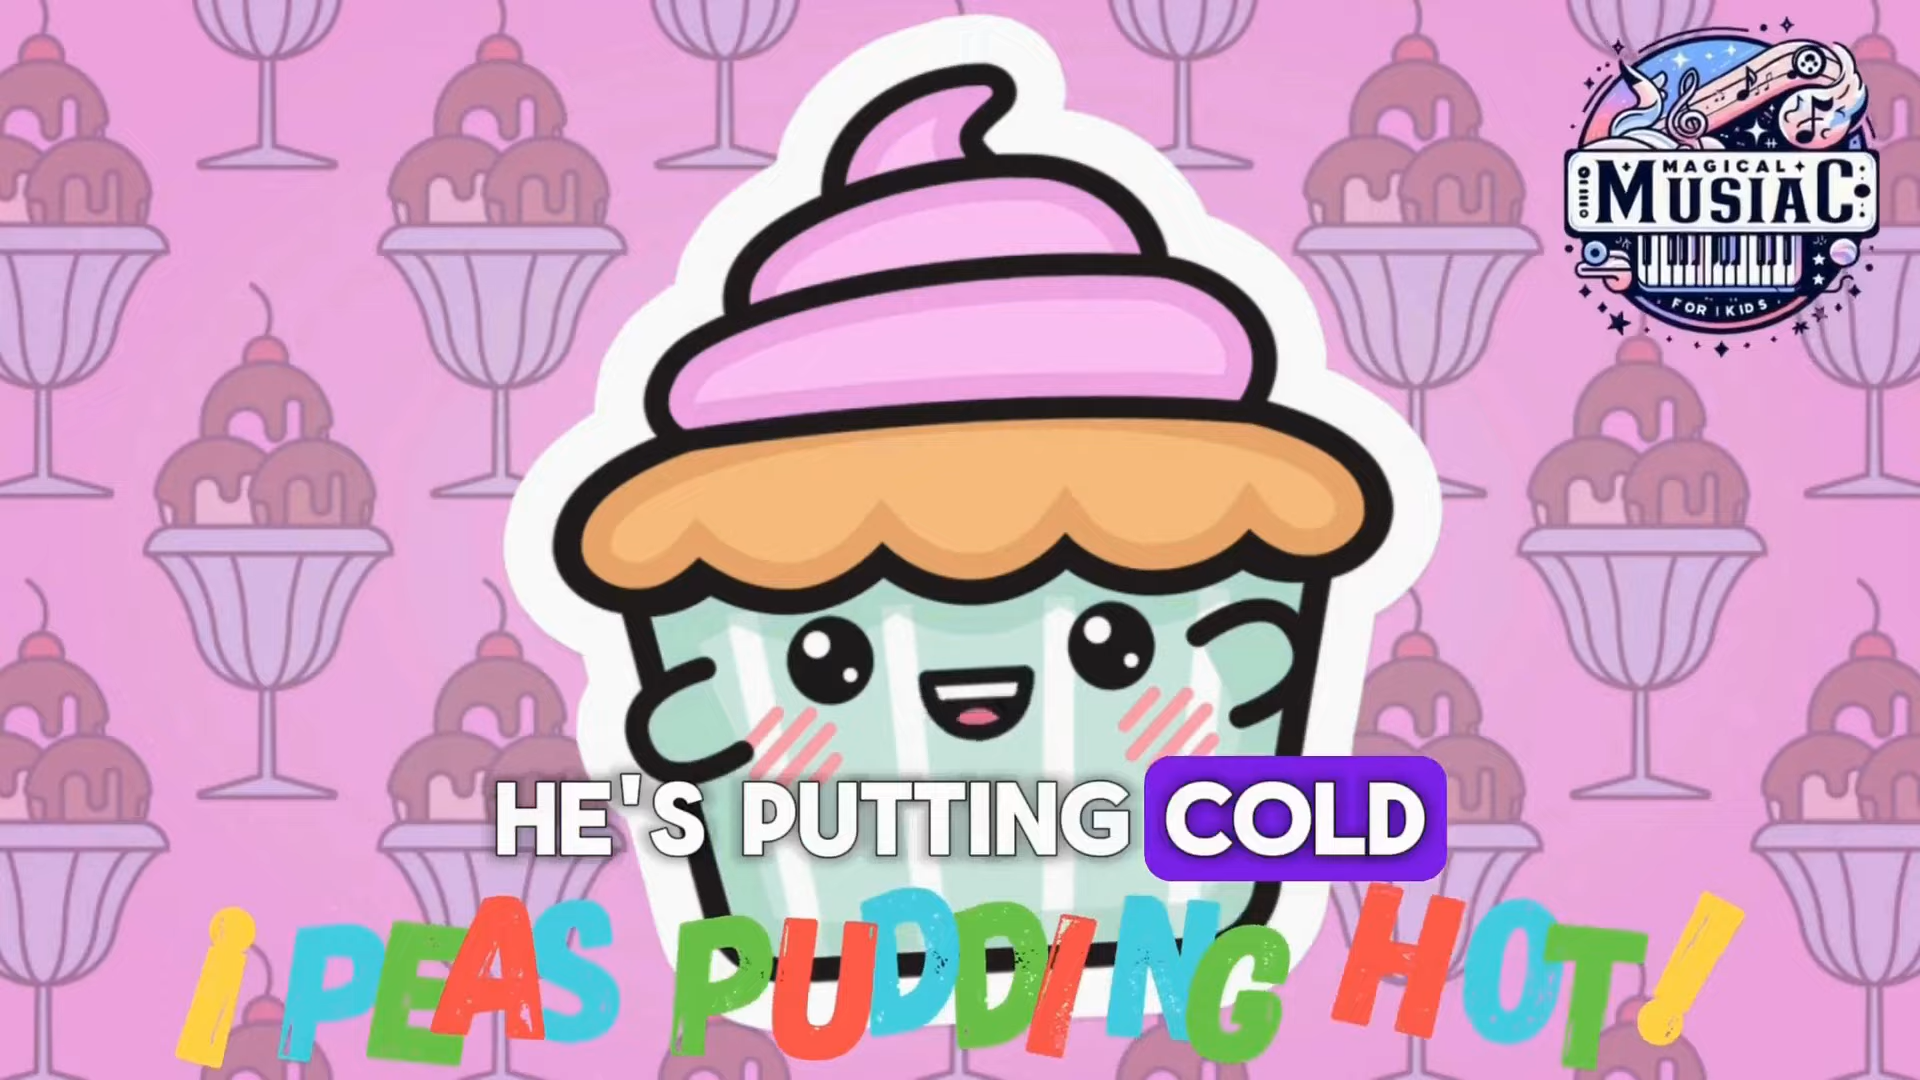 MAGICAL
MUSIAC
FOR KIDS
HE'S PUTTING COLD
¡PEAS PUDDING HOT!